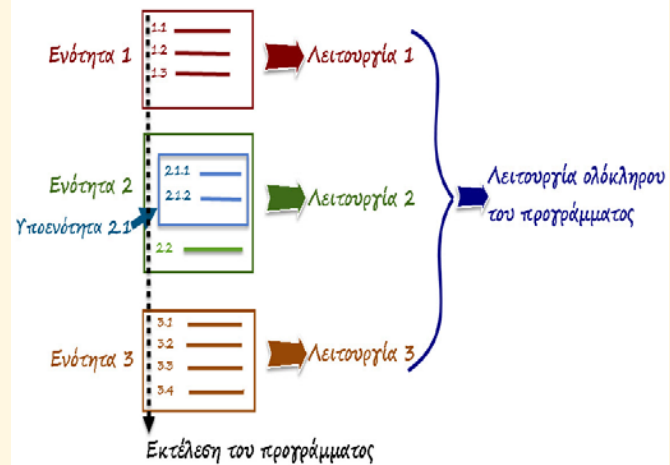 Ενότητα 1
1.1
1.2
1.3
Λειτουργία 1
Ενότητα 2
Υποενότητα 2.1
2.1.1
2.1.2
2.2
Λειτουργία 2
Ενότητα 3
3.1
3.2
3.3
3.4
Λειτουργία 3
Λειτουργία ολόκληρου
του προγράμματος
Εκτέλεση του προγράμματος